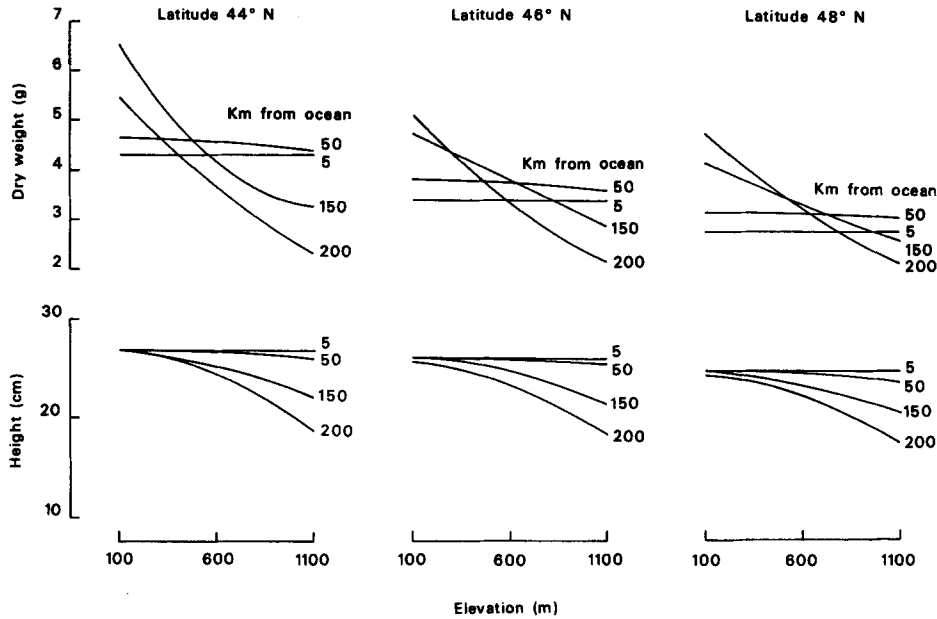 Latitude 44° N
Latitude 46° N
Latitude 48° N
Dry weight (g)
7
6
5
4
3
2
Km from ocean
50
5
150
200
Km from ocean
50
5
150
200
Km from ocean
50
5
150
200
Height (cm)
30
20
10
5
50
150
200
5
50
150
200
5
50
150
200
100 600 1100
100 600 1100
100 600 1100
Elevation (m)